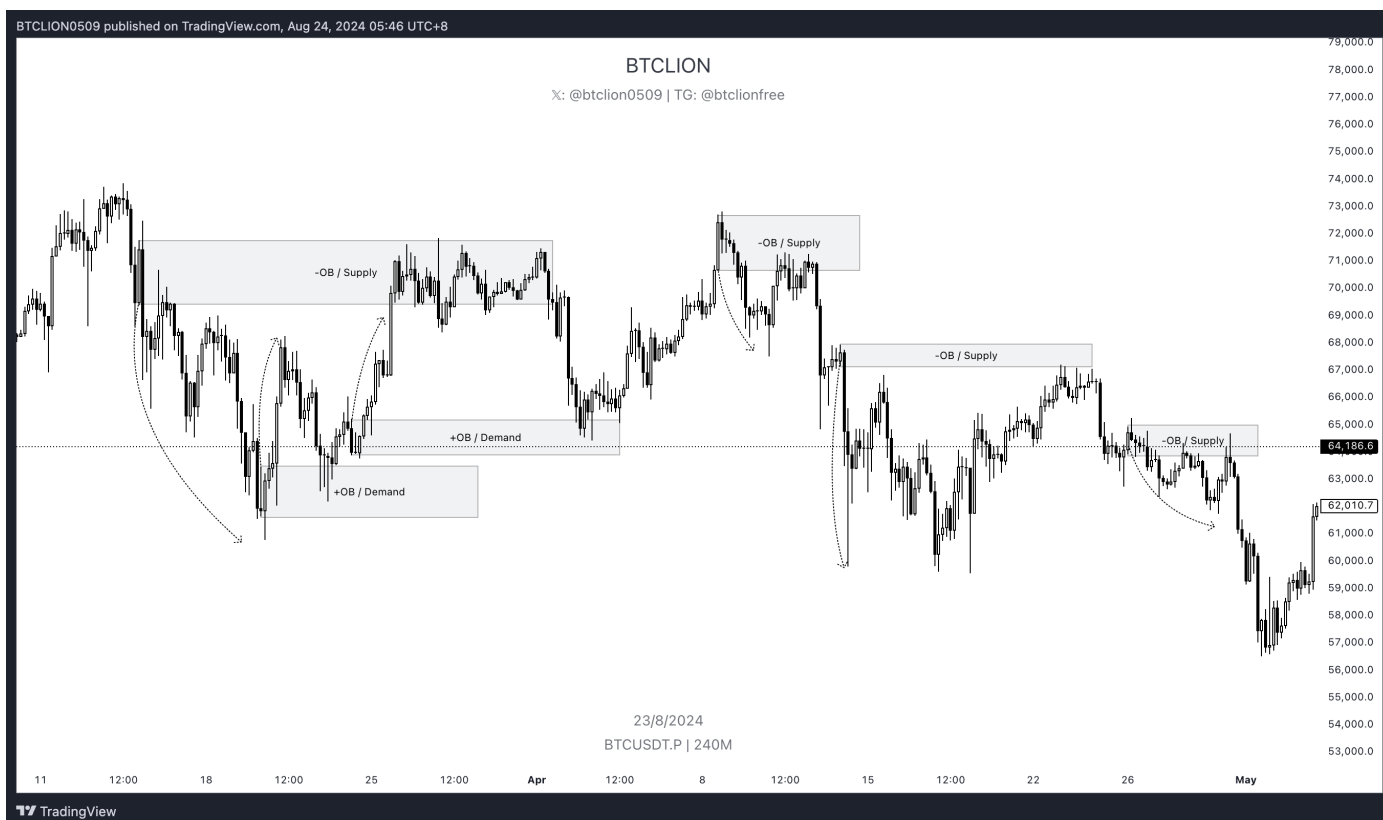 BTCLION0509 published on TradingView.com, Aug 24, 2024 05:46 UTC+8
BTCLION
𝕏: @btclion0509 | TG: @btclionfree
79,000.0
78,000.0
77,000.0
76,000.0
75,000.0
74,000.0
73,000.0
72,000.0
71,000.0
70,000.0
69,000.0
68,000.0
67,000.0
66,000.0
65,000.0
64,186.6
63,000.0
62,010.7
61,000.0
60,000.0
59,000.0
58,000.0
57,000.0
56,000.0
55,000.0
54,000.0
53,000.0
-OB / Supply
-OB / Supply
-OB / Supply
+OB / Demand
-OB / Supply
+OB / Demand
23/8/2024
BTCUSDT.P | 240M
11 12:00 18 12:00 25 12:00 Apr 12:00 8 12:00 15 12:00 22 26 May
TradingView